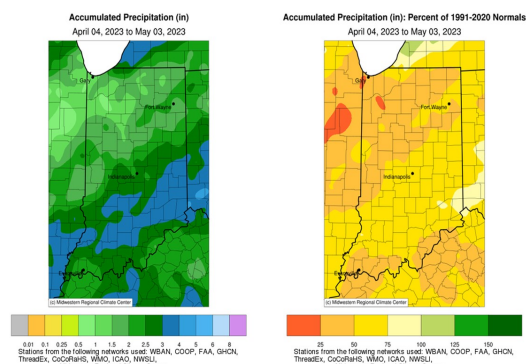 Accumulated Precipitation (in)
April 04, 2023 to May 03, 2023
Gary
Fort Wayne
Indianapolis
(c) Midwestern Regional Climate Center
0.01 0.1 0.25 0.5 1 1.5 2 2.5 3 4 5 6 8
Stations from the following networks used: WBAN, COOP, FAA, GHCN,
ThreadEx, CoCoRaHS, WMO, ICAO, NWSLI,
Accumulated Precipitation (in): Percent of 1991-2020 Normals
April 04, 2023 to May 03, 2023
Gary
Fort Wayne
Indianapolis
(c) Midwestern Regional Climate Center
25 50 75 100 125 150
Stations from the following networks used: WBAN, COOP, FAA, GHCN,
ThreadEx, CoCoRaHS, WMO, ICAO, NWSLI,